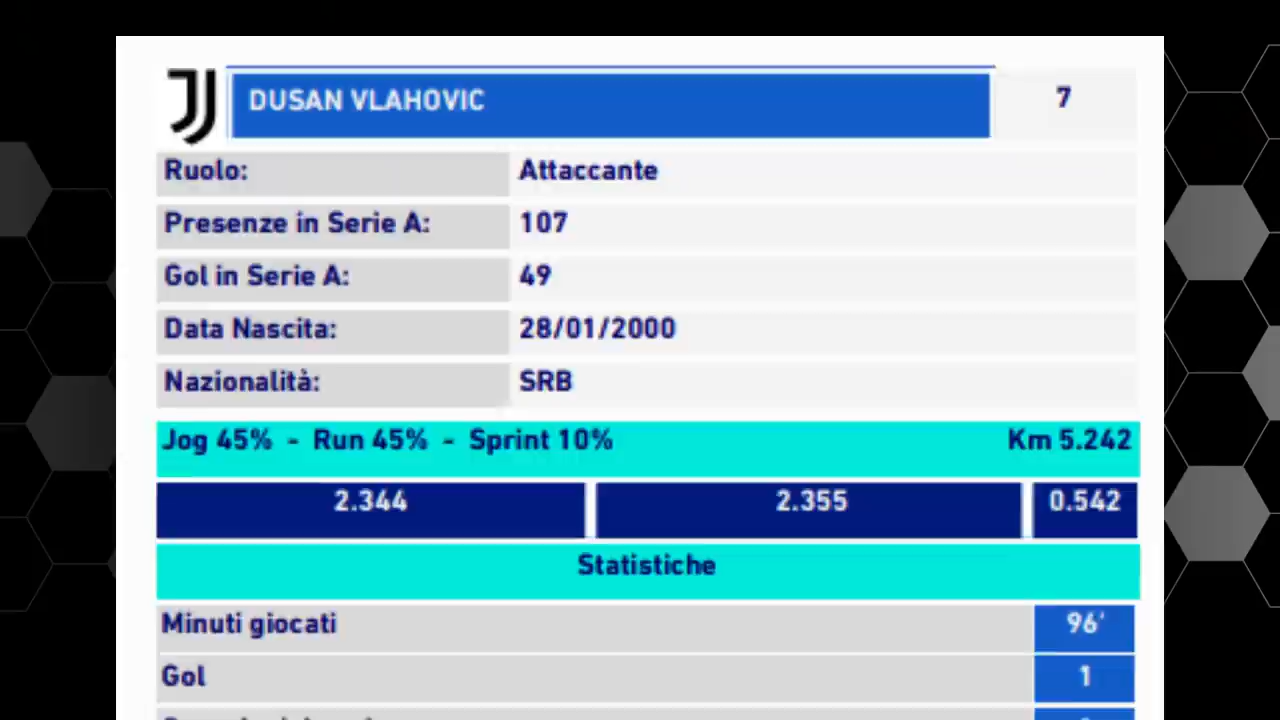 DUSAN VLAHOVIC 7
Ruolo: Attaccante
Presenze in Serie A: 107
Gol in Serie A: 49
Data Nascita: 28/01/2000
Nazionalità: SRB
Jog 45% - Run 45% - Sprint 10% Km 5.242
2.344 2.355 0.542
Statistiche
Minuti giocati 96'
Gol 1